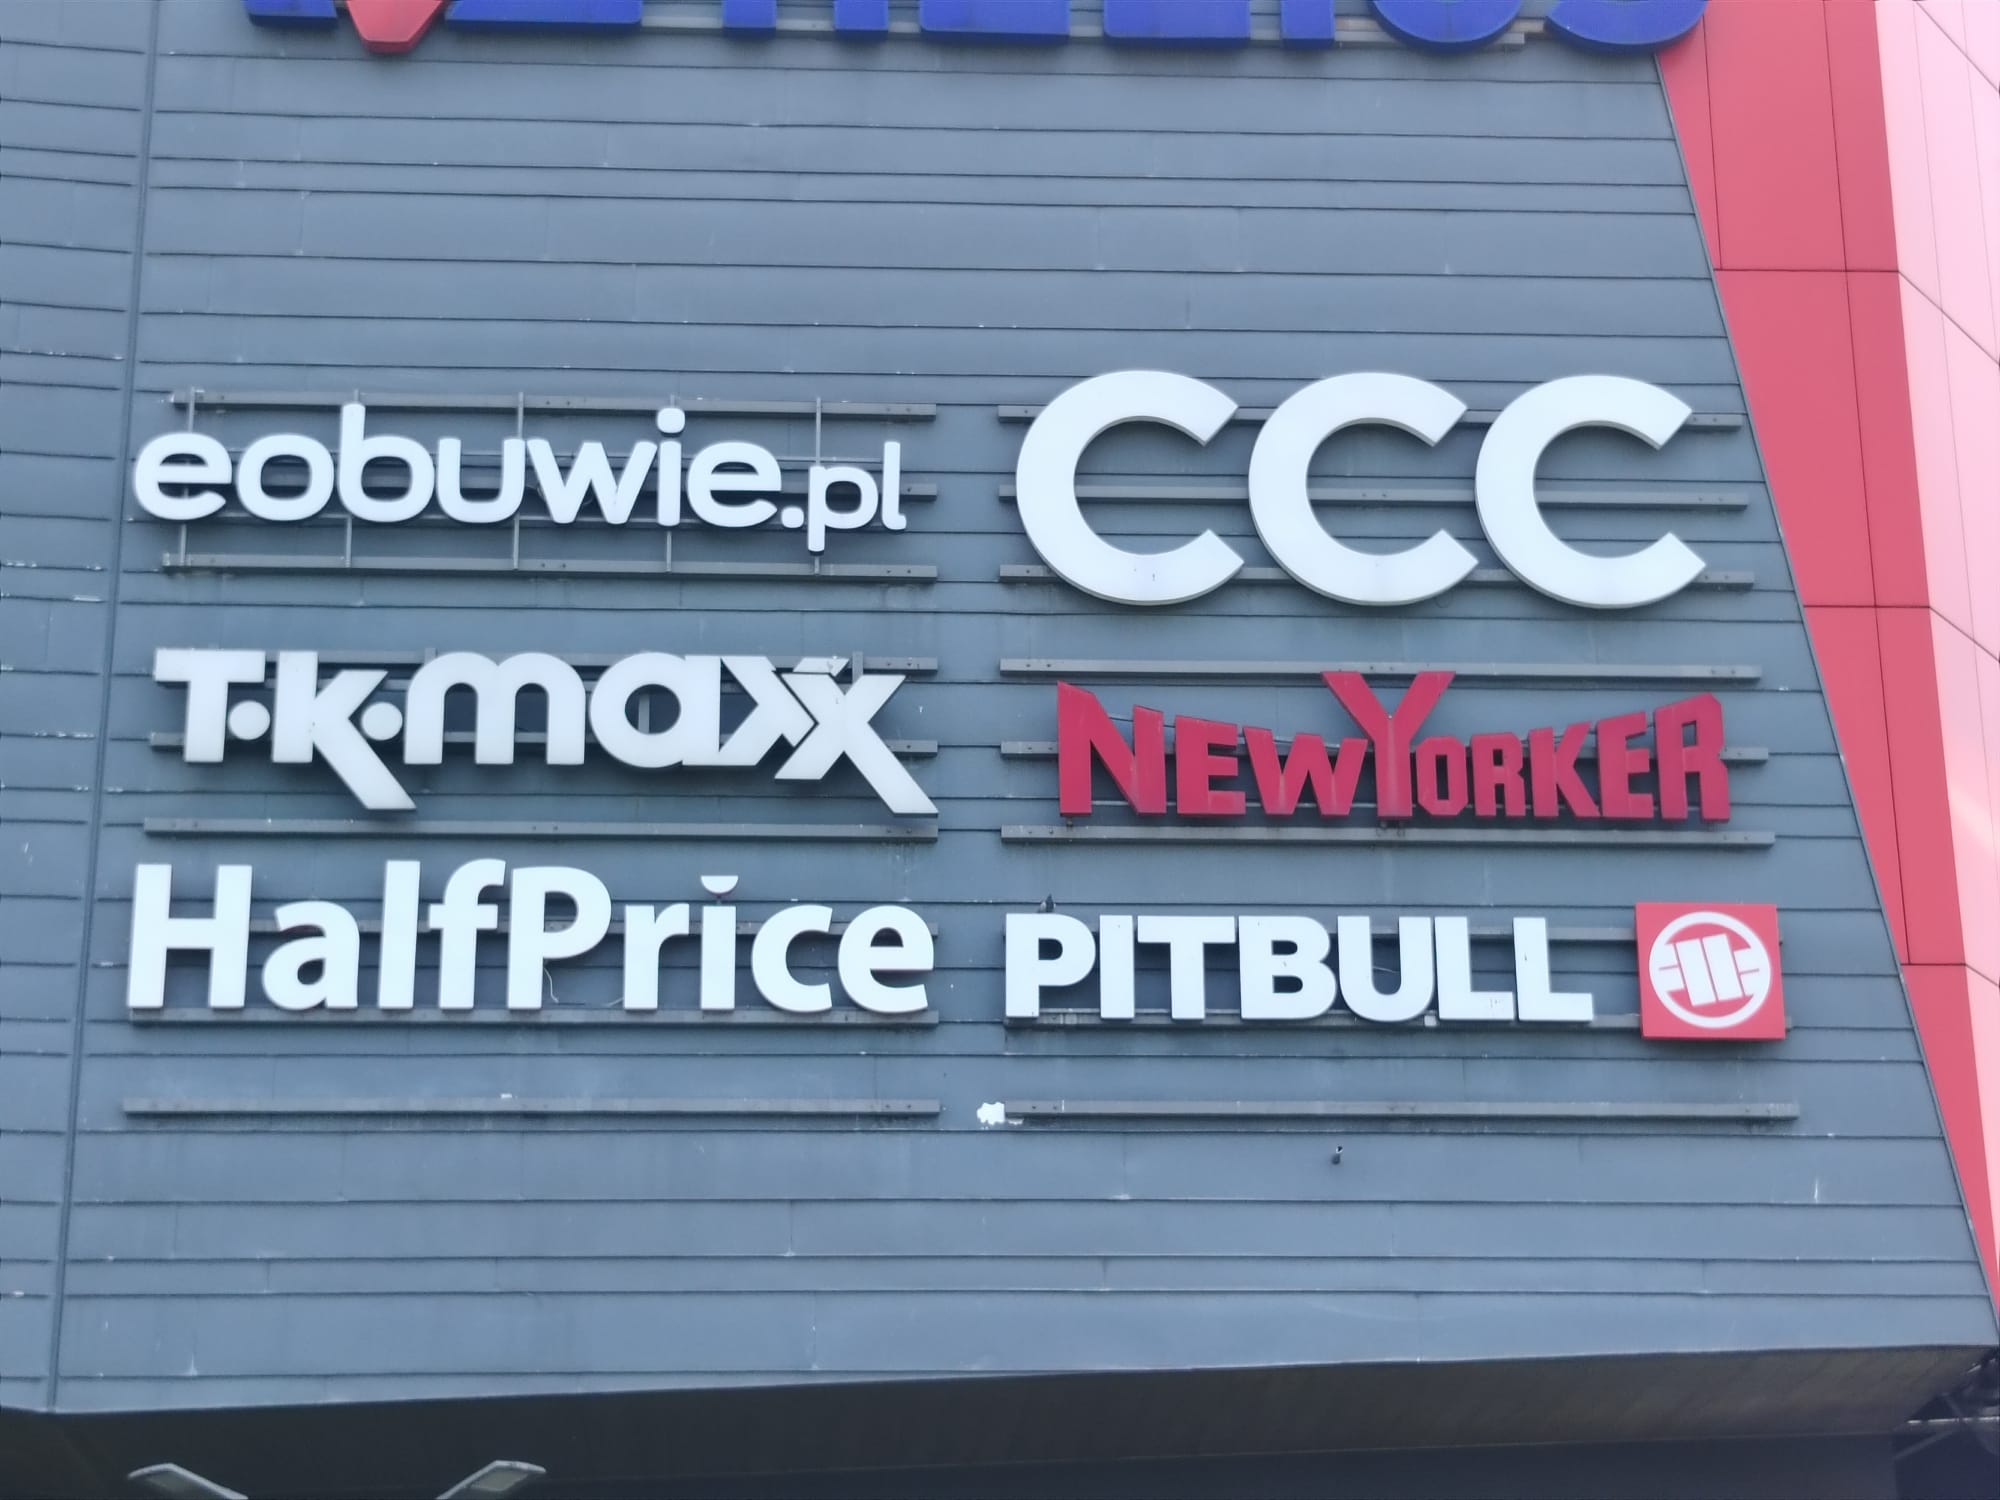 eobuwie.pl
CCC
T·K·maxx
NEWYORKER
HalfPrice
PITBULL